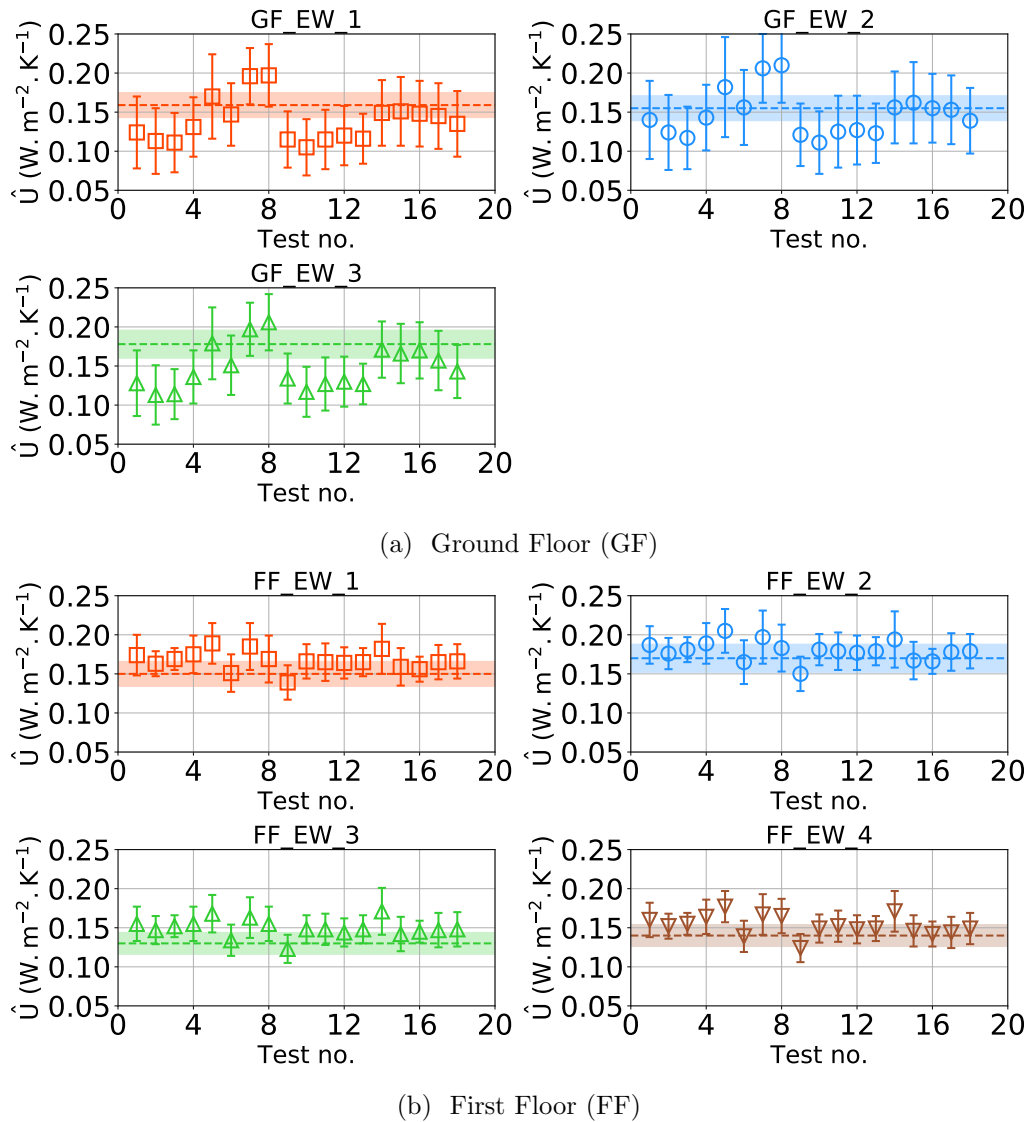 GF_EW_1
GF_EW_2
0.25
0.20
0.15
0.10
0.05
Û (W. m⁻². K⁻¹)
0 4 8 12 16 20
Test no.
0.25
0.20
0.15
0.10
0.05
Û (W. m⁻². K⁻¹)
0 4 8 12 16 20
Test no.
GF_EW_3
0.25
0.20
0.15
0.10
0.05
Û (W. m⁻². K⁻¹)
0 4 8 12 16 20
Test no.
(a) Ground Floor (GF)
FF_EW_1
FF_EW_2
0.25
0.20
0.15
0.10
0.05
Û (W. m⁻². K⁻¹)
0 4 8 12 16 20
Test no.
0.25
0.20
0.15
0.10
0.05
Û (W. m⁻². K⁻¹)
0 4 8 12 16 20
Test no.
FF_EW_3
FF_EW_4
0.25
0.20
0.15
0.10
0.05
Û (W. m⁻². K⁻¹)
0 4 8 12 16 20
Test no.
0.25
0.20
0.15
0.10
0.05
Û (W. m⁻². K⁻¹)
0 4 8 12 16 20
Test no.
(b) First Floor (FF)